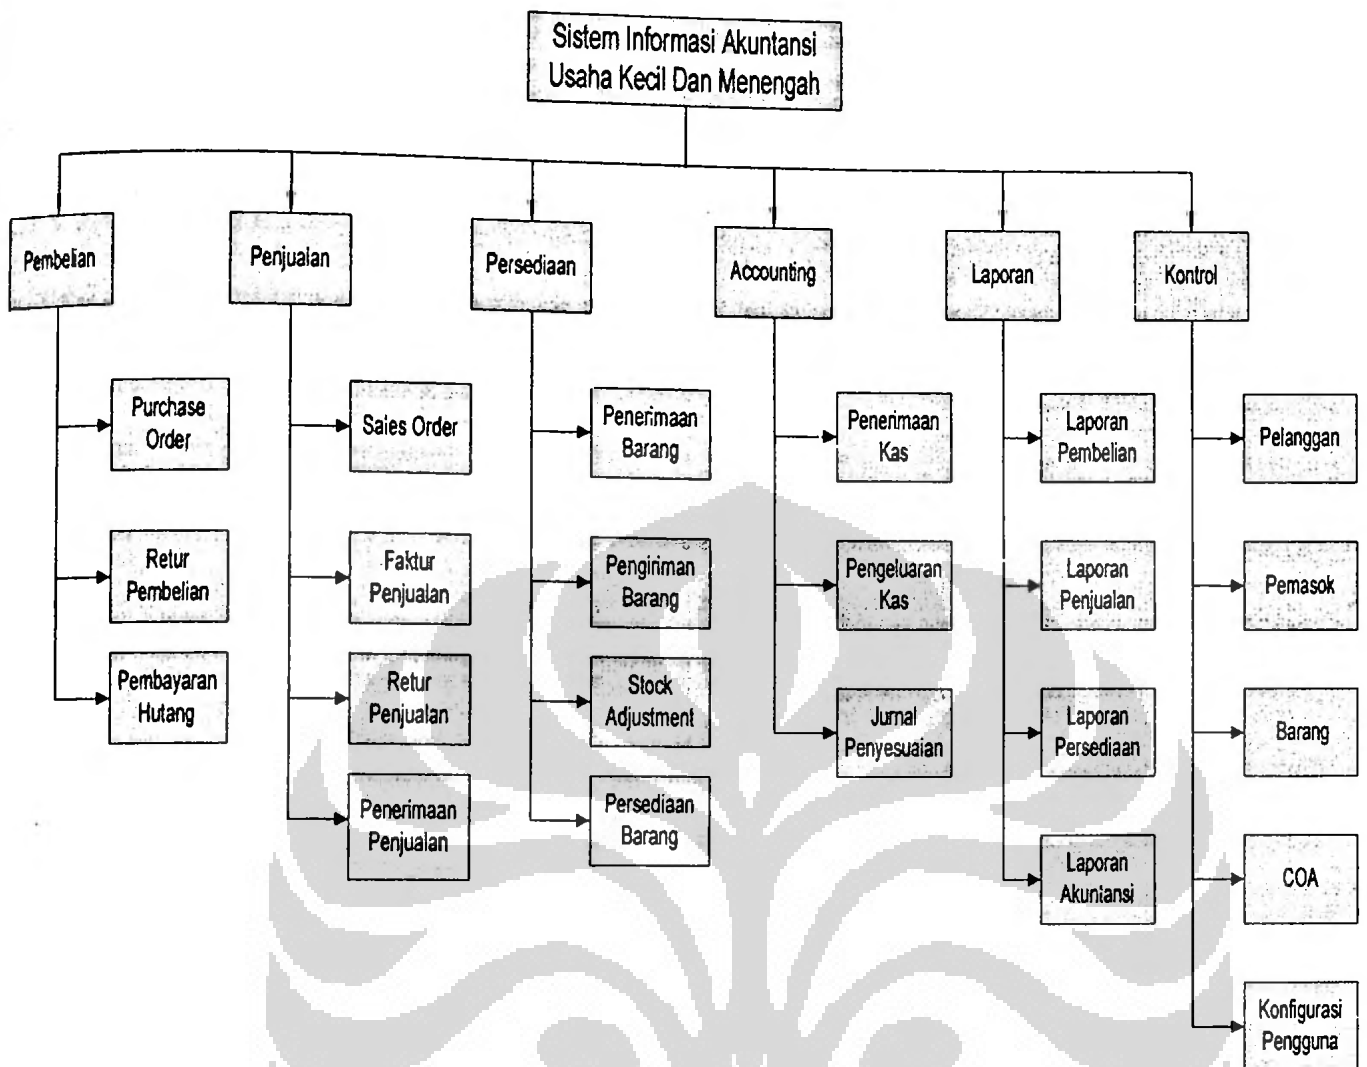 Sistem Informasi Akuntansi
Usaha Kecil Dan Menengah
Pembelian
Penjualan
Persediaan
Accounting
Laporan
Kontrol
Purchase
Order
Retur
Pembelian
Pembayaran
Hutang
Sales Order
Faktur
Penjualan
Retur
Penjualan
Penerimaan
Penjualan
Penerimaan
Barang
Pengiriman
Barang
Stock
Adjustment
Persediaan
Barang
Penerimaan
Kas
Pengeluaran
Kas
Jurnal
Penyesuaian
Laporan
Pembelian
Laporan
Penjualan
Laporan
Persediaan
Laporan
Akuntansi
Pelanggan
Pemasok
Barang
COA
Konfigurasi
Pengguna